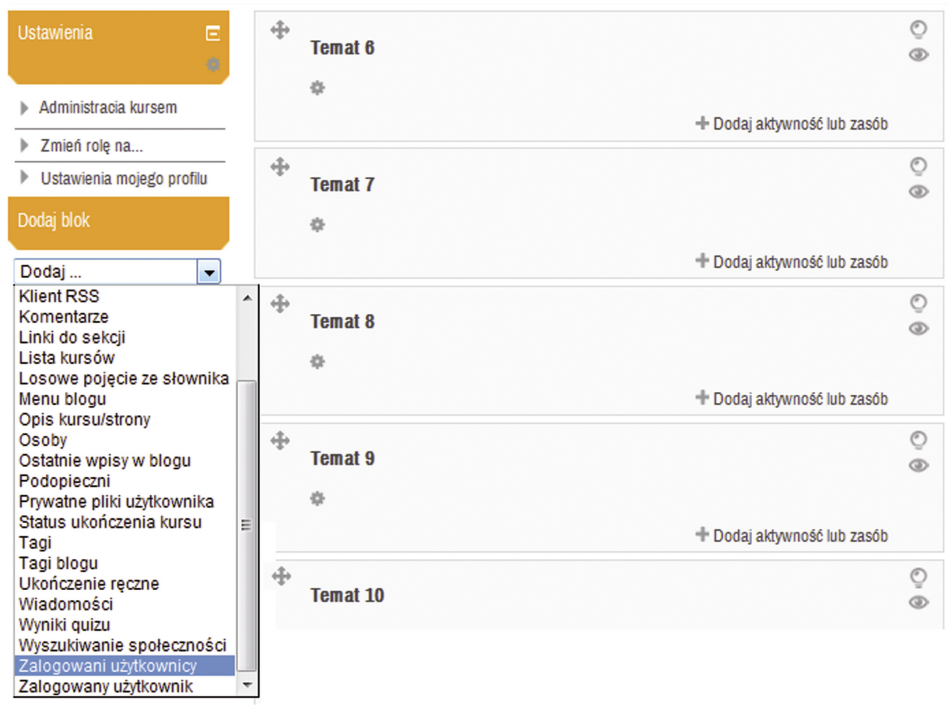 Ustawienia
Administracia kursem
Zmień rolę na...
Ustawienia mojego profilu
Dodaj blok
Dodaj ...
Klient RSS
Komentarze
Linki do sekcji
Lista kursów
Losowe pojęcie ze słownika
Menu blogu
Opis kursu/strony
Osoby
Ostatnie wpisy w blogu
Podopieczni
Prywatne pliki użytkownika
Status ukończenia kursu
Tagi
Tagi blogu
Ukończenie ręczne
Wiadomości
Wyniki quizu
Wyszukiwanie społeczności
Zalogowani użytkownicy
Zalogowany użytkownik
Temat 6
Dodaj aktywność lub zasób
Temat 7
Dodaj aktywność lub zasób
Temat 8
Dodaj aktywność lub zasób
Temat 9
Dodaj aktywność lub zasób
Temat 10